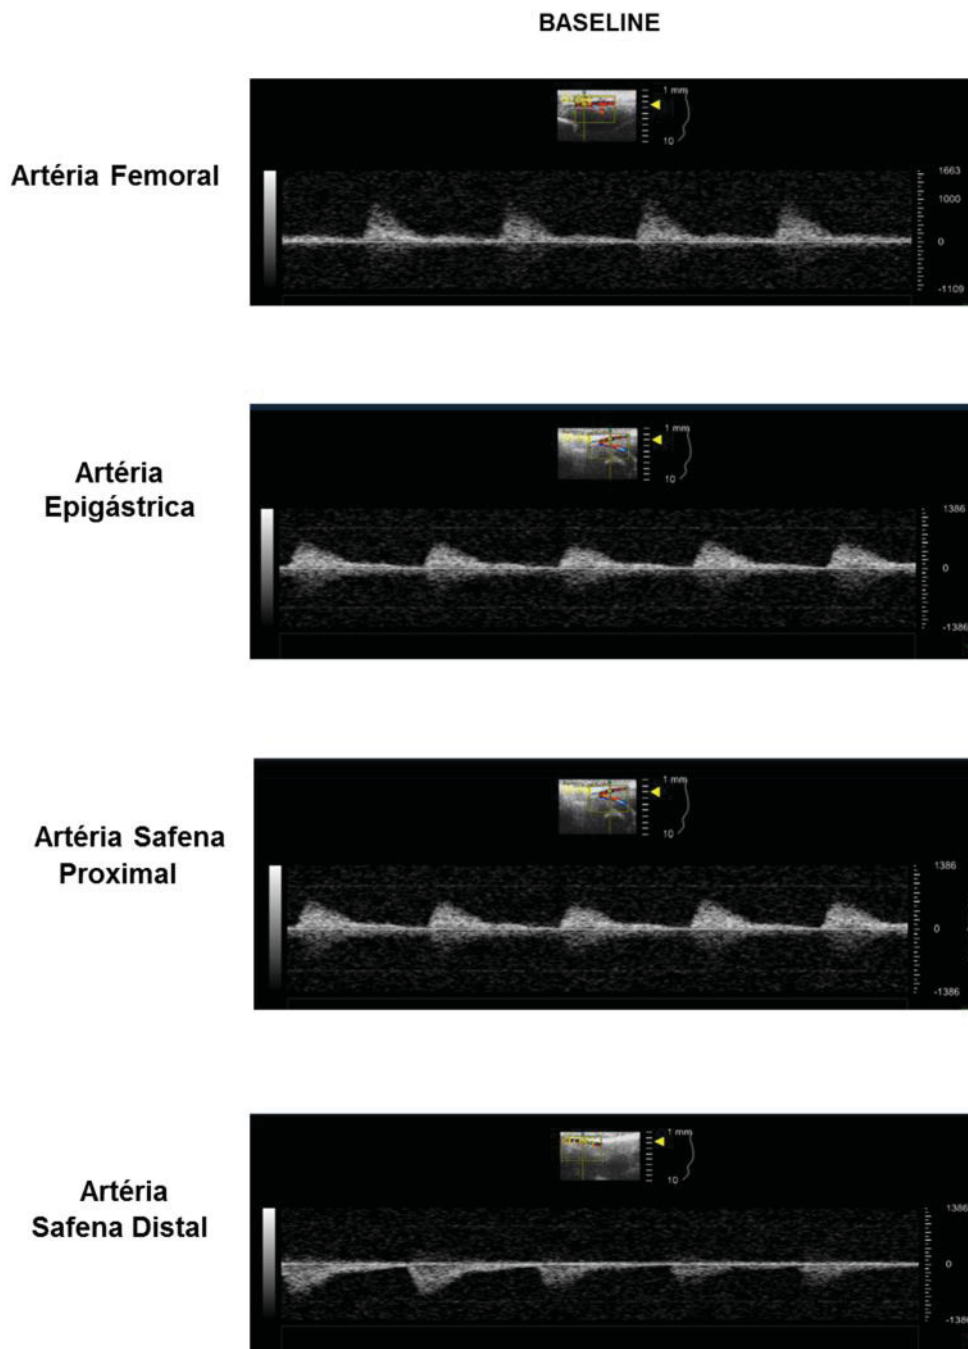 BASELINE
Artéria Femoral
1 mm
10
1663
1000
0
-1109
Artéria
Epigástrica
1 mm
10
1386
0
-1386
Artéria Safena
Proximal
1 mm
10
1386
0
-1386
Artéria
Safena Distal
1 mm
10
1386
0
-1386